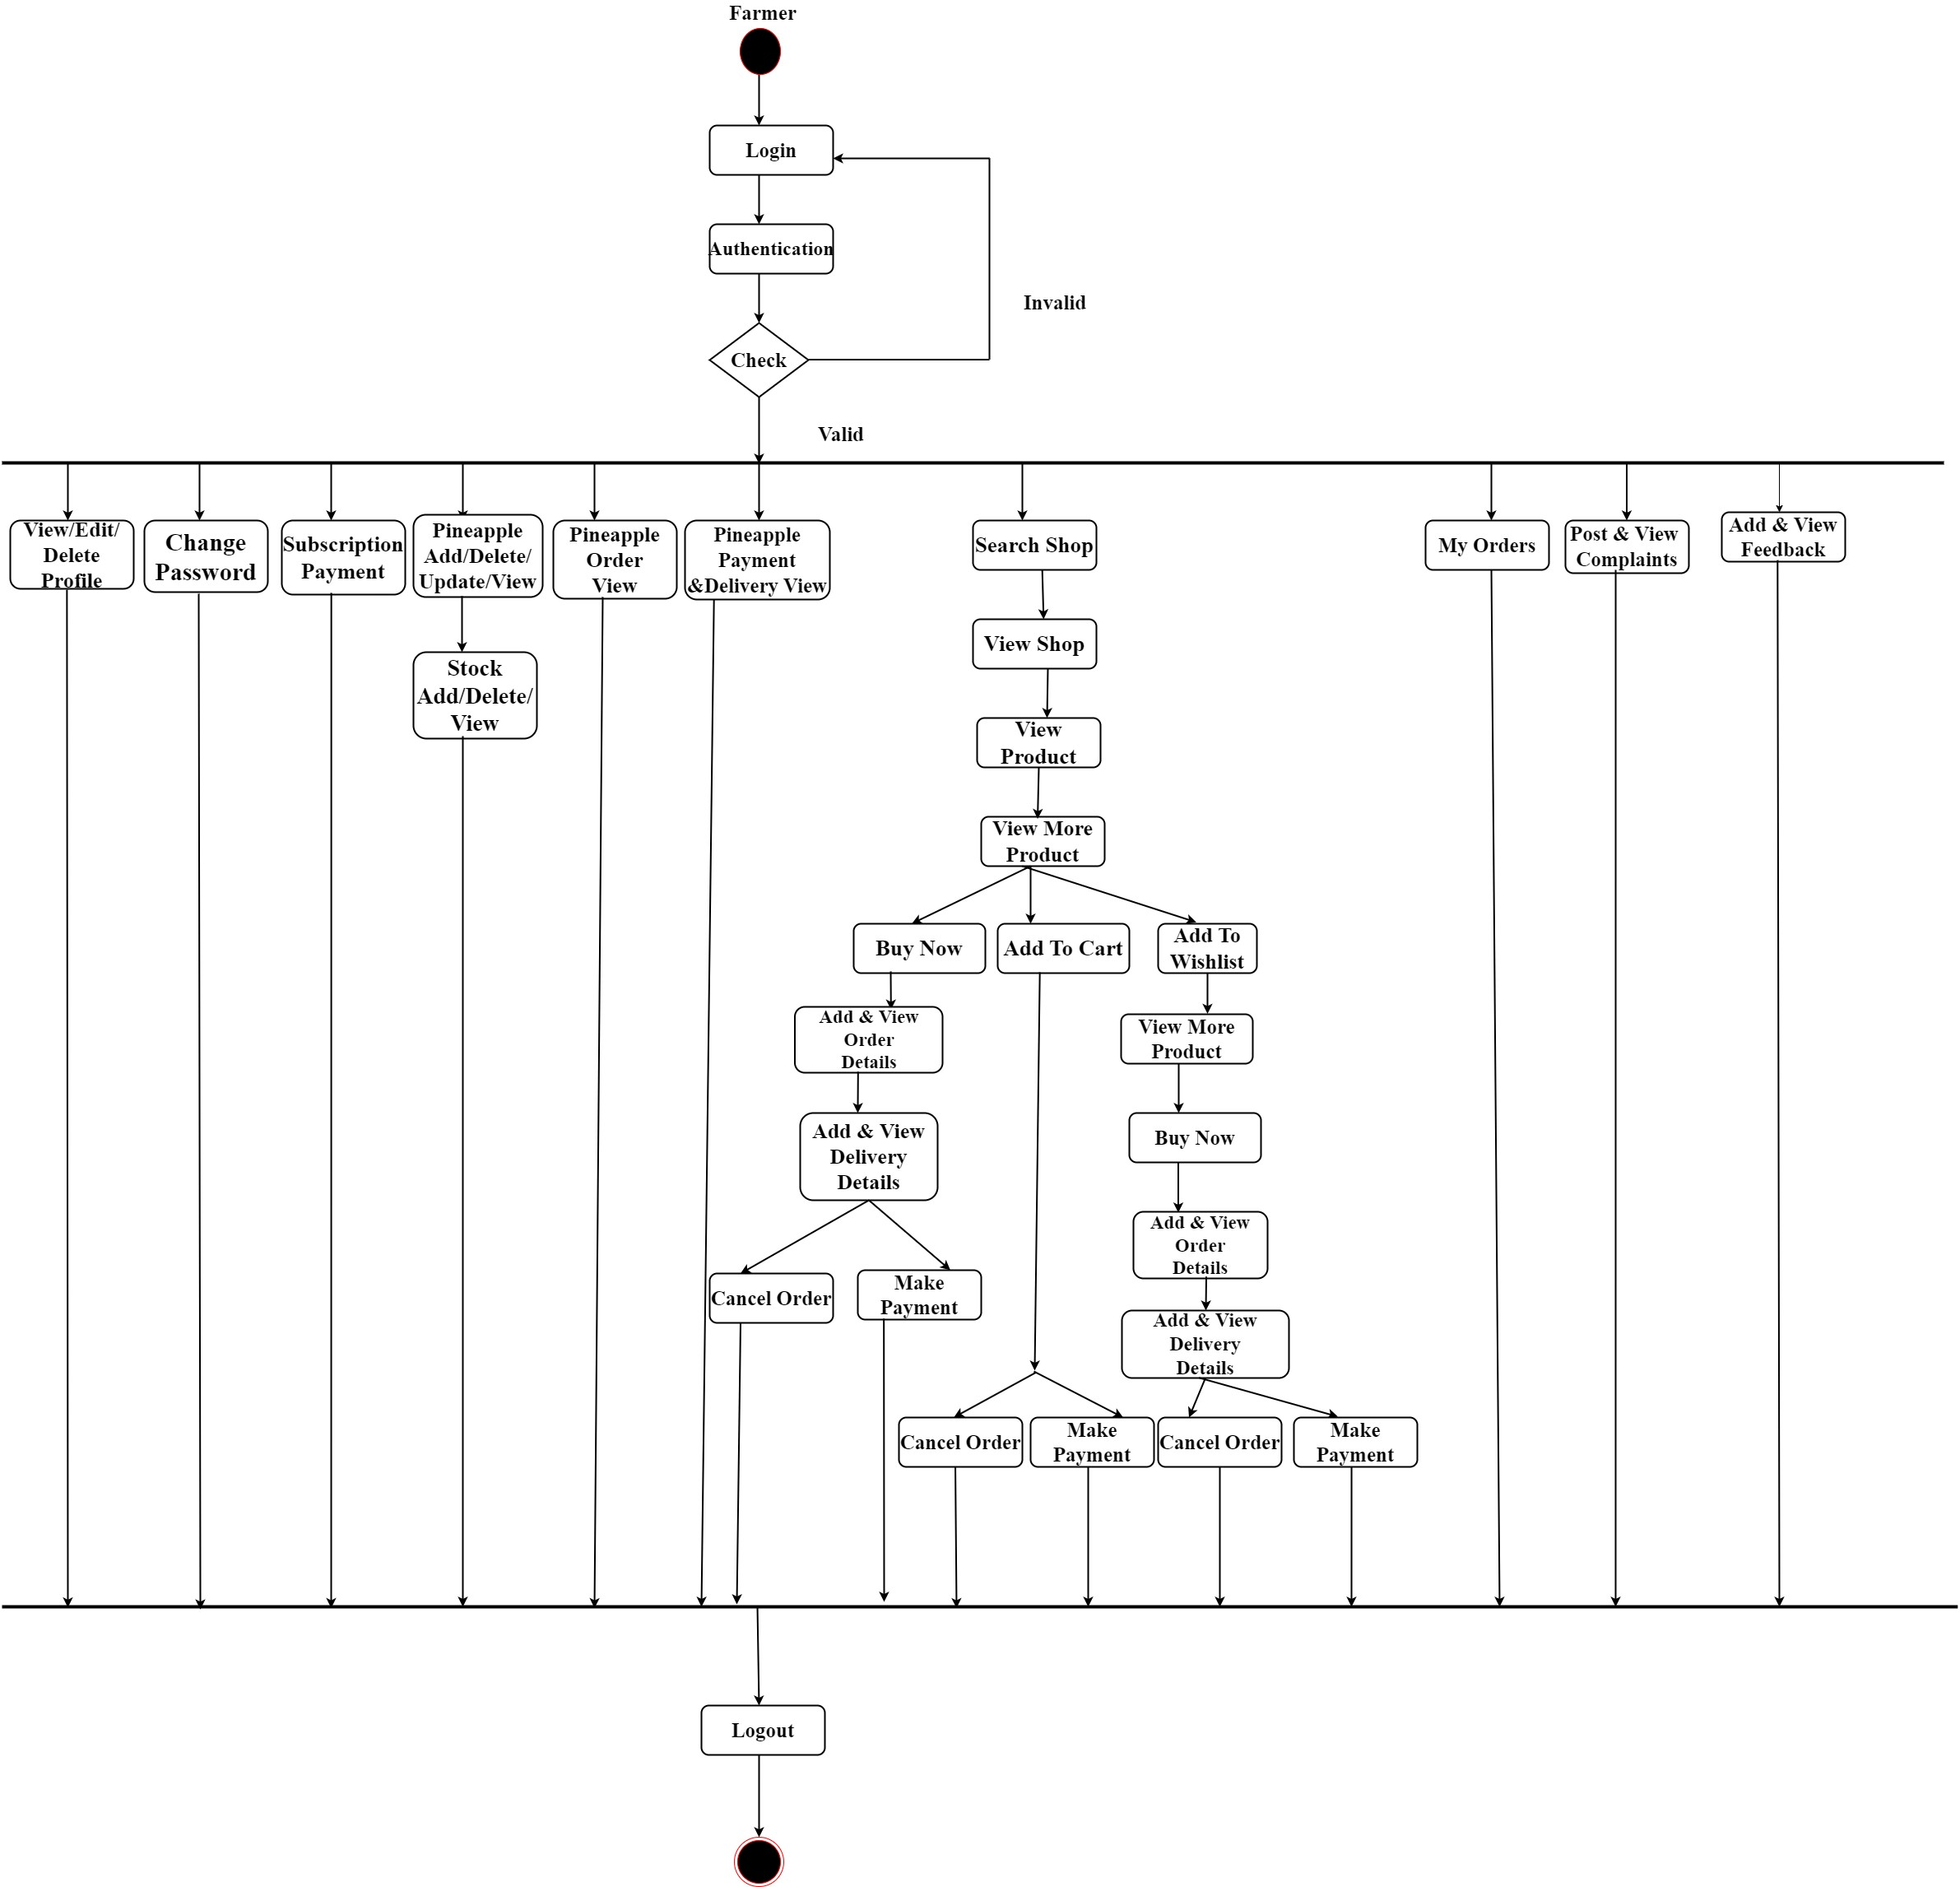 Farmer
Login
Authentication
Invalid
Check
Valid
View/Edit/
Delete
Profile
Change
Password
Subscription
Payment
Pineapple
Add/Delete/
Update/View
Pineapple
Order
View
Pineapple
Payment
&Delivery View
Search Shop
My Orders
Post & View
Complaints
Add & View
Feedback
Stock
Add/Delete/
View
View Shop
View
Product
View More
Product
Buy Now
Add To Cart
Add To
Wishlist
Add & View
Order
Details
View More
Product
Add & View
Delivery
Details
Buy Now
Add & View
Order
Details
Cancel Order
Make
Payment
Add & View
Delivery
Details
Cancel Order
Make
Payment
Cancel Order
Make
Payment
Logout